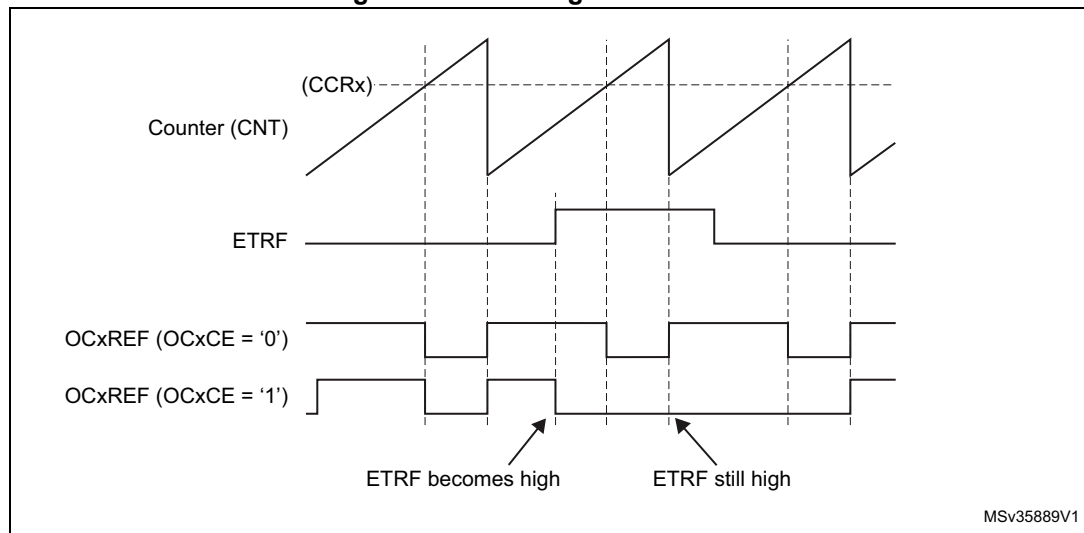 (CCRx)
Counter (CNT)
ETRF
OCxREF (OCxCE = ‘0’)
OCxREF (OCxCE = ‘1’)
ETRF becomes high
ETRF still high
MSv35889V1